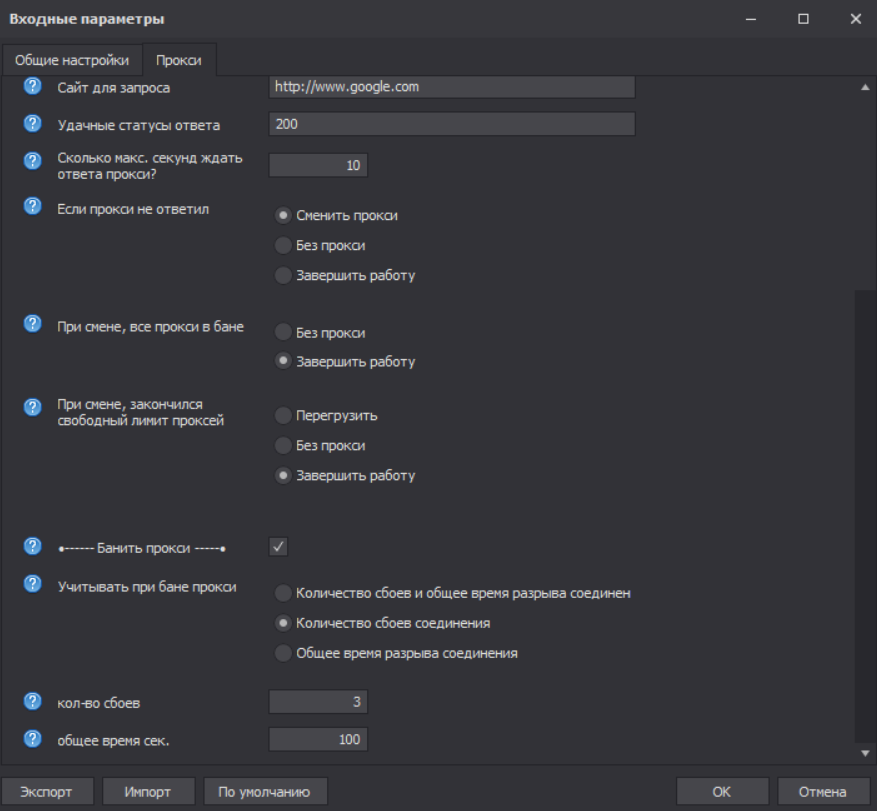 Входные параметры
Общие настройки
Прокси
Сайт для запроса
http://www.google.com
Удачные статусы ответа
200
Сколько макс. секунд ждать
ответа прокси?
10
Если прокси не ответил
Сменить прокси
Без прокси
Завершить работу
При смене, все прокси в бане
Без прокси
Завершить работу
При смене, закончился
свободный лимит проксей
Перегрузить
Без прокси
Завершить работу
•------ Банить прокси -----•
Учитывать при бане прокси
Количество сбоев и общее время разрыва соединен
Количество сбоев соединения
Общее время разрыва соединения
кол-во сбоев
3
общее время сек.
100
Экспорт
Импорт
По умолчанию
ОК
Отмена